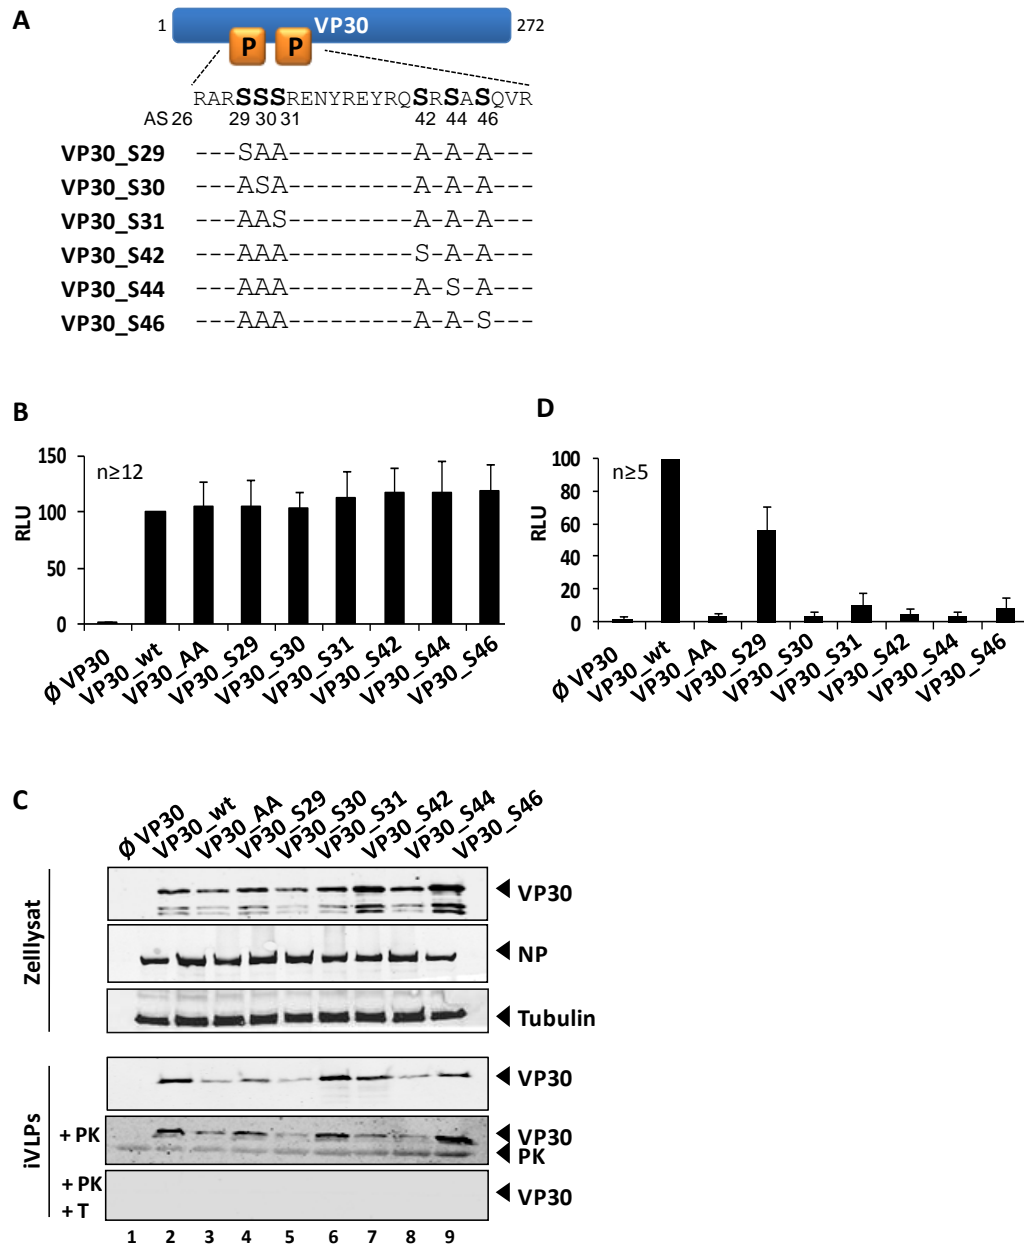 A
1 VP30 272
P P
RARSSSRENYREYRQSRSASQVR
AS 26 29 30 31 42 44 46
VP30_S29 ---SAA---------A-A-A---
VP30_S30 ---ASA---------A-A-A---
VP30_S31 ---AAS---------A-A-A---
VP30_S42 ---AAA---------S-A-A---
VP30_S44 ---AAA---------A-S-A---
VP30_S46 ---AAA---------A-A-S---
B
n≥12
RLU
150
100
50
0
Ø VP30 VP30_wt VP30_AA VP30_S29 VP30_S30 VP30_S31 VP30_S42 VP30_S44 VP30_S46
D
n≥5
RLU
100
80
60
40
20
0
Ø VP30 VP30_wt VP30_AA VP30_S29 VP30_S30 VP30_S31 VP30_S42 VP30_S44 VP30_S46
C
Ø VP30 VP30_wt VP30_AA VP30_S29 VP30_S30 VP30_S31 VP30_S42 VP30_S44 VP30_S46
Zelllysat
VP30
NP
Tubulin
iVLPs
VP30
+ PK VP30
PK
+ PK
+ T VP30
1 2 3 4 5 6 7 8 9